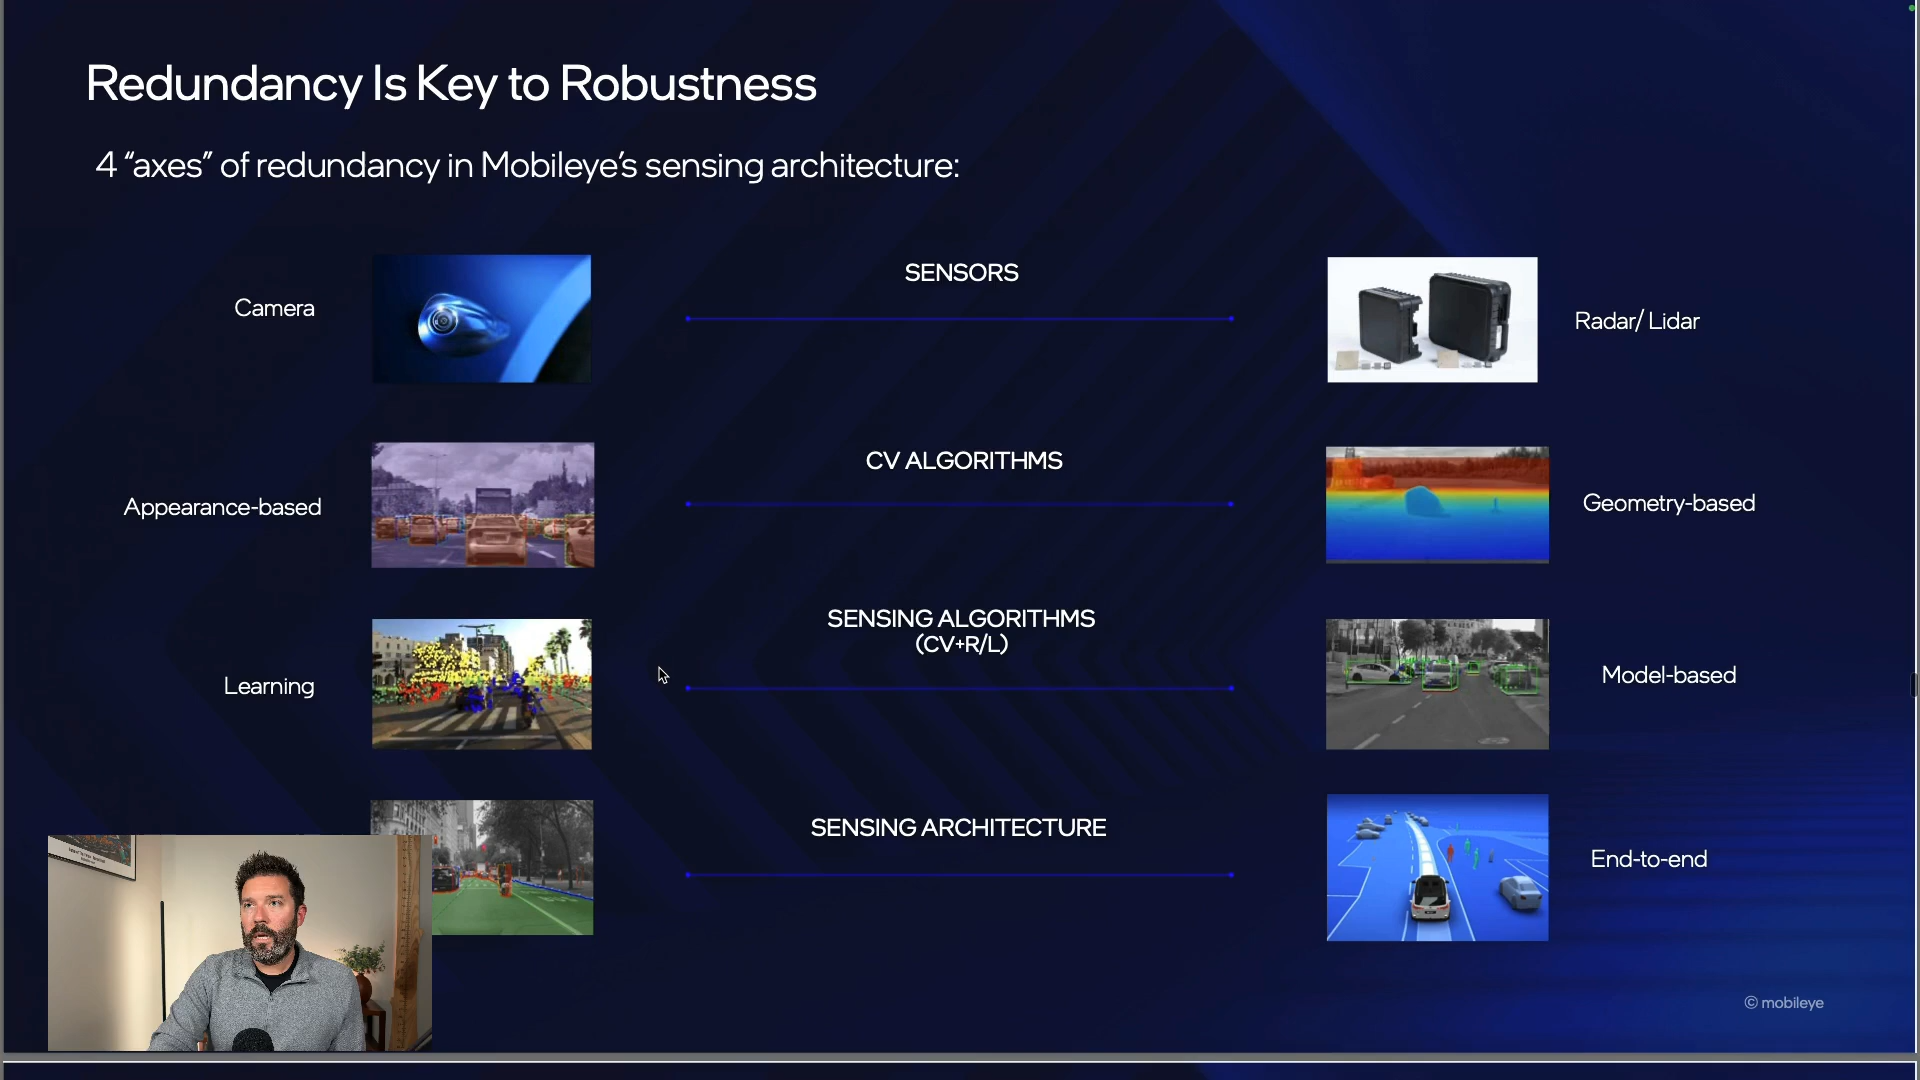 Redundancy Is Key to Robustness
4 “axes” of redundancy in Mobileye’s sensing architecture:
Camera
SENSORS
Radar/ Lidar
Appearance-based
CV ALGORITHMS
Geometry-based
Learning
SENSING ALGORITHMS
(CV+R/L)
Model-based
SENSING ARCHITECTURE
End-to-end
© mobileye